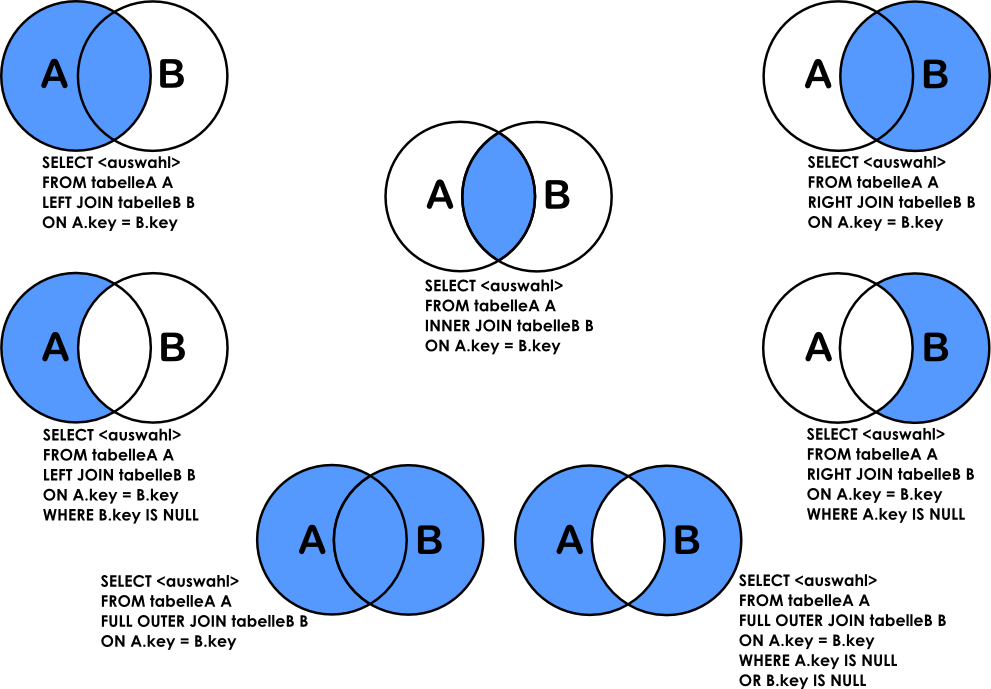 A B
SELECT <auswahl>
FROM tabelleA A
LEFT JOIN tabelleB B
ON A.key = B.key
A B
SELECT <auswahl>
FROM tabelleA A
RIGHT JOIN tabelleB B
ON A.key = B.key
A B
SELECT <auswahl>
FROM tabelleA A
INNER JOIN tabelleB B
ON A.key = B.key
A B
SELECT <auswahl>
FROM tabelleA A
LEFT JOIN tabelleB B
ON A.key = B.key
WHERE B.key IS NULL
A B
SELECT <auswahl>
FROM tabelleA A
RIGHT JOIN tabelleB B
ON A.key = B.key
WHERE A.key IS NULL
A B
SELECT <auswahl>
FROM tabelleA A
FULL OUTER JOIN tabelleB B
ON A.key = B.key
A B
SELECT <auswahl>
FROM tabelleA A
FULL OUTER JOIN tabelleB B
ON A.key = B.key
WHERE A.key IS NULL
OR B.key IS NULL